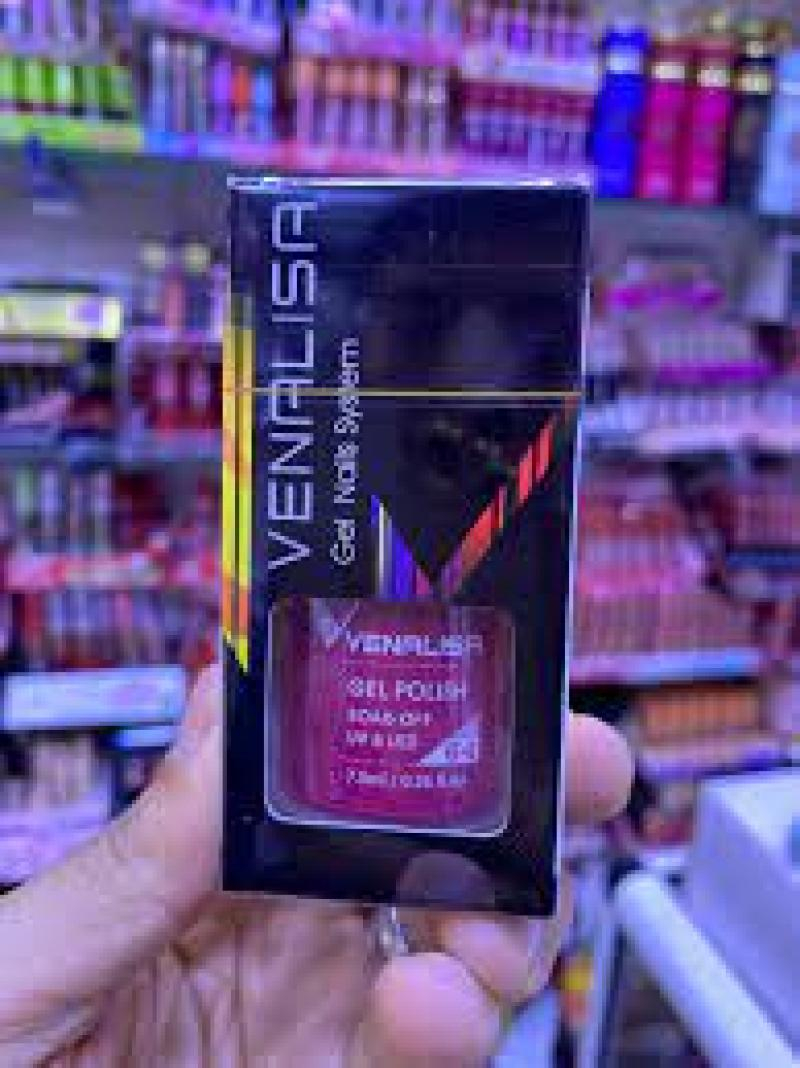 VENALISA
Gel Nails System
VENALISA
GEL POLISH
SOAK OFF
UV & LED